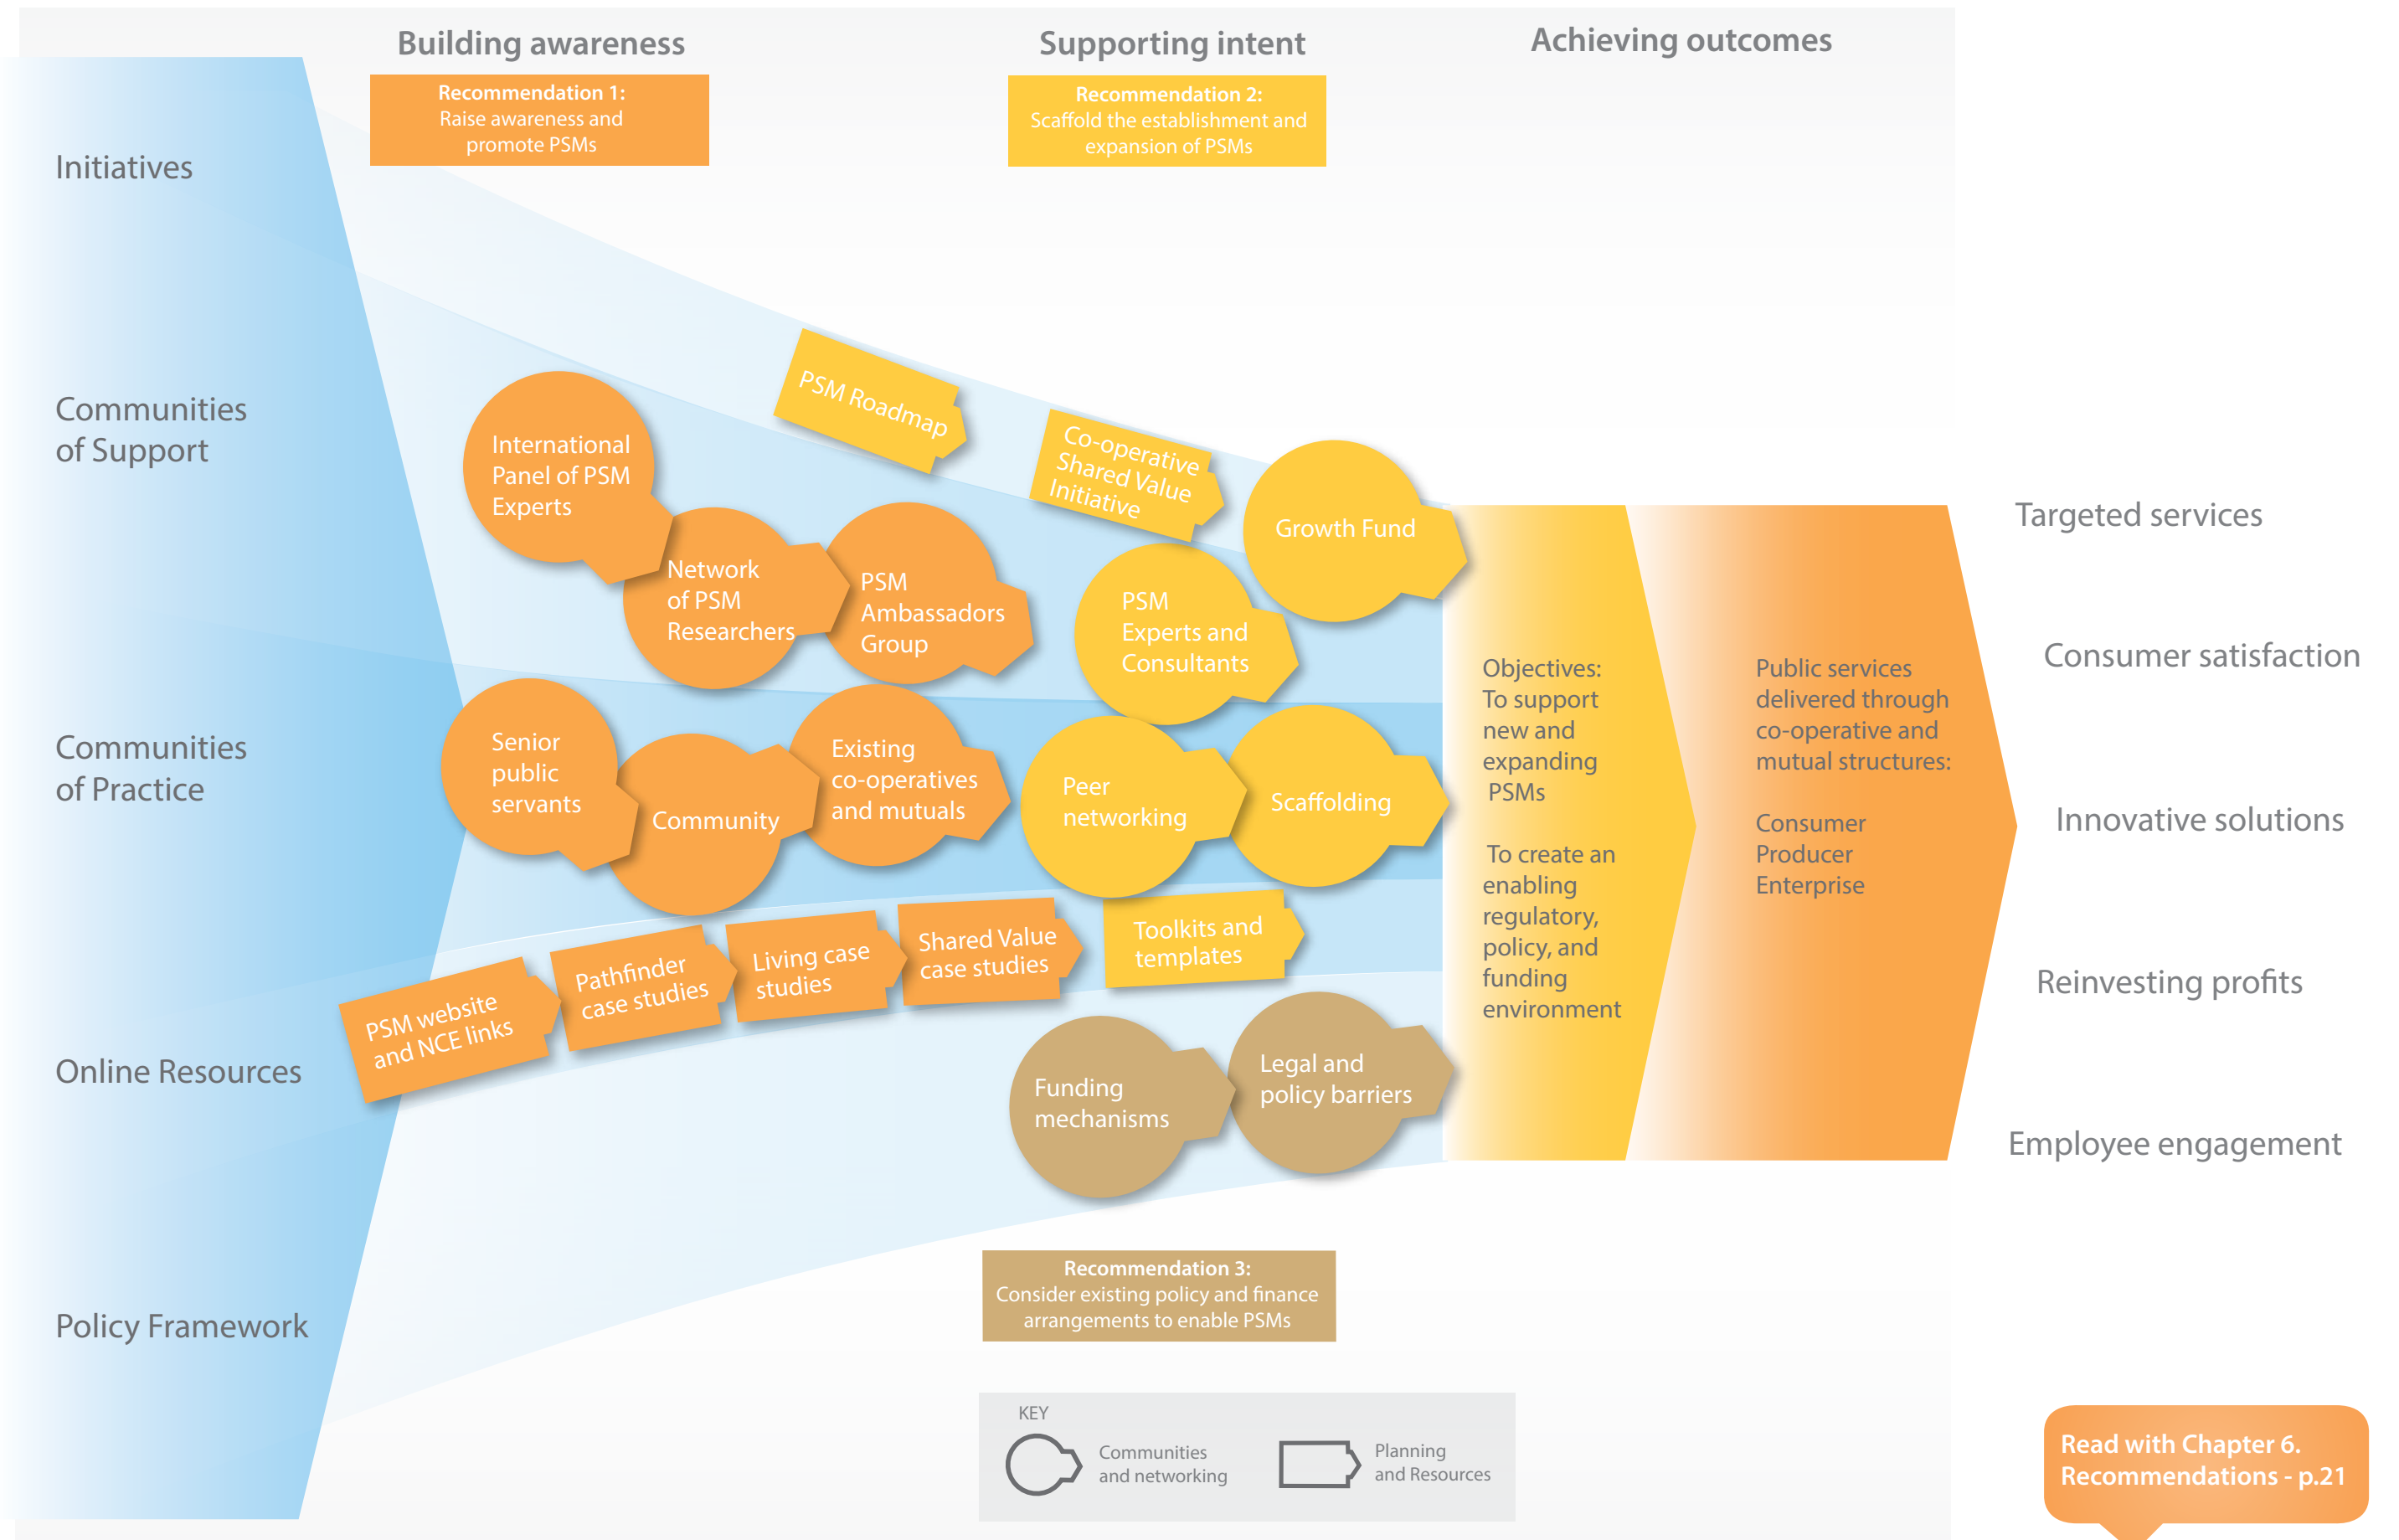 Building awareness
Supporting intent
Achieving outcomes
Recommendation 1:
Raise awareness and
promote PSMs
Recommendation 2:
Scaffold the establishment and
expansion of PSMs
Initiatives
Communities
of Support
Communities
of Practice
Online Resources
Policy Framework
PSM Roadmap
Co-operative
Shared Value
Initiative
Growth Fund
International
Panel of PSM
Experts
Network
of PSM
Researchers
PSM
Ambassadors
Group
PSM
Experts and
Consultants
Senior
public
servants
Community
Existing
co-operatives
and mutuals
Peer
networking
Scaffolding
PSM website
and NCE links
Pathfinder
case studies
Living case
studies
Shared Value
case studies
Toolkits and
templates
Funding
mechanisms
Legal and
policy barriers
Objectives:
To support
new and
expanding
PSMs
To create an
enabling
regulatory,
policy, and
funding
environment
Public services
delivered through
co-operative and
mutual structures:
Consumer
Producer
Enterprise
Targeted services
Consumer satisfaction
Innovative solutions
Reinvesting profits
Employee engagement
Recommendation 3:
Consider existing policy and finance
arrangements to enable PSMs
KEY
Communities
and networking
Planning
and Resources
Read with Chapter 6.
Recommendations - p.21